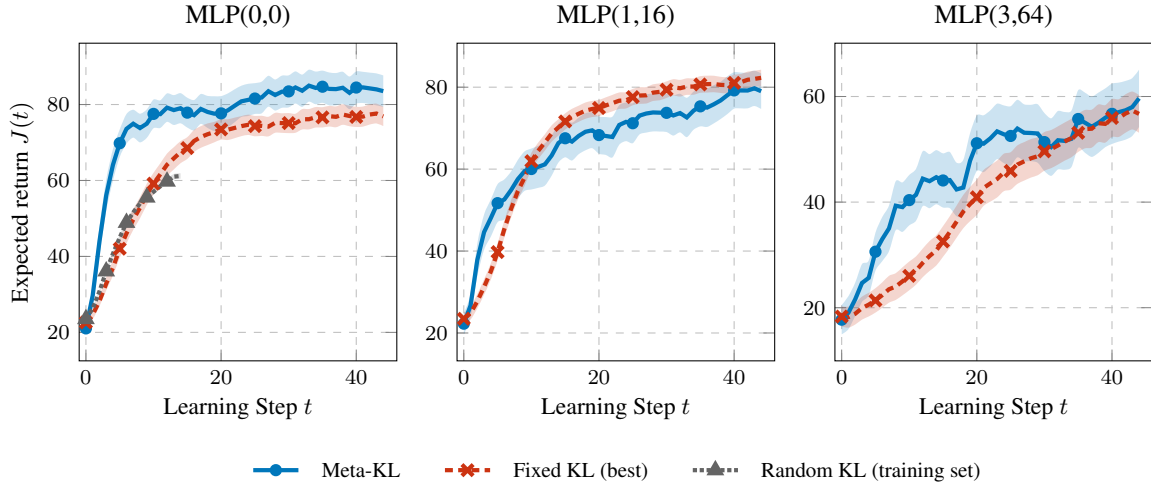 MLP(0,0)
MLP(1,16)
MLP(3,64)
Expected return J(t)
80
60
40
20
0
20
40
Learning Step t
80
60
40
20
0
20
40
Learning Step t
60
40
20
0
20
40
Learning Step t
Meta-KL
Fixed KL (best)
Random KL (training set)